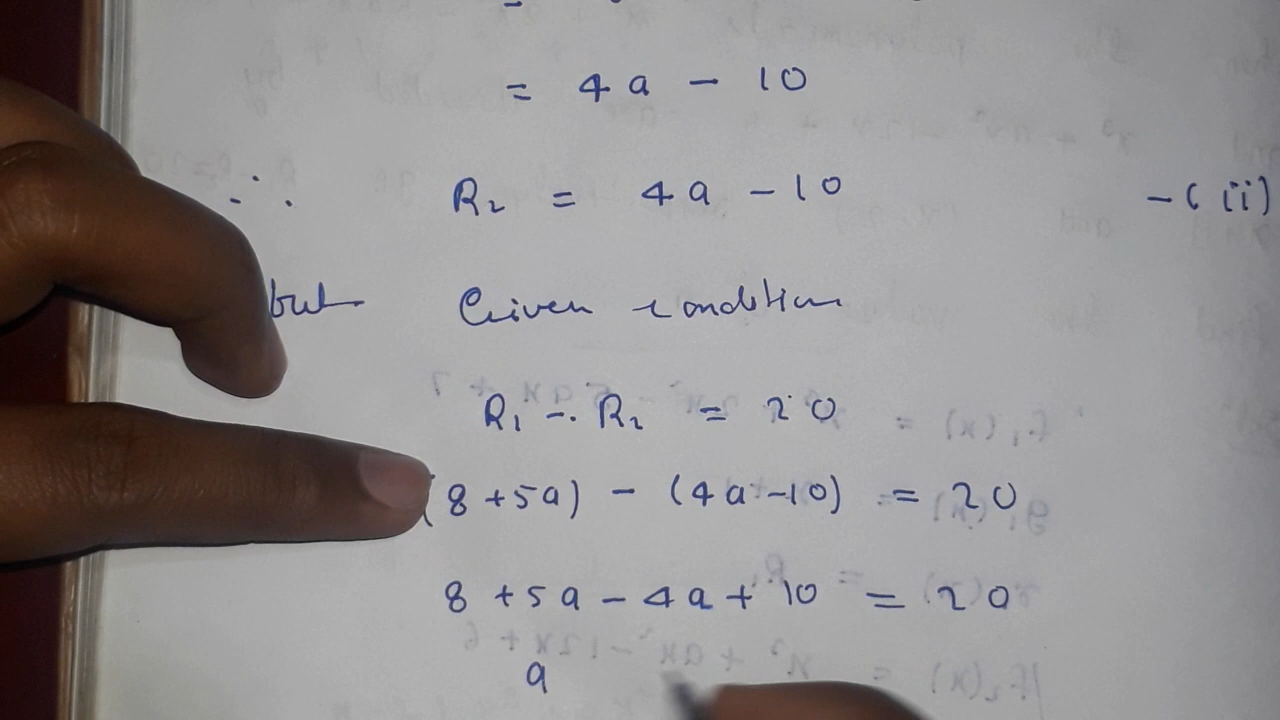 = 4a - 10
∴ R₂ = 4a - 10 - (ii)
but Given condition
R₁ - R₂ = 20
(8 + 5a) - (4a - 10) = 20
8 + 5a - 4a + 10 = 20
a